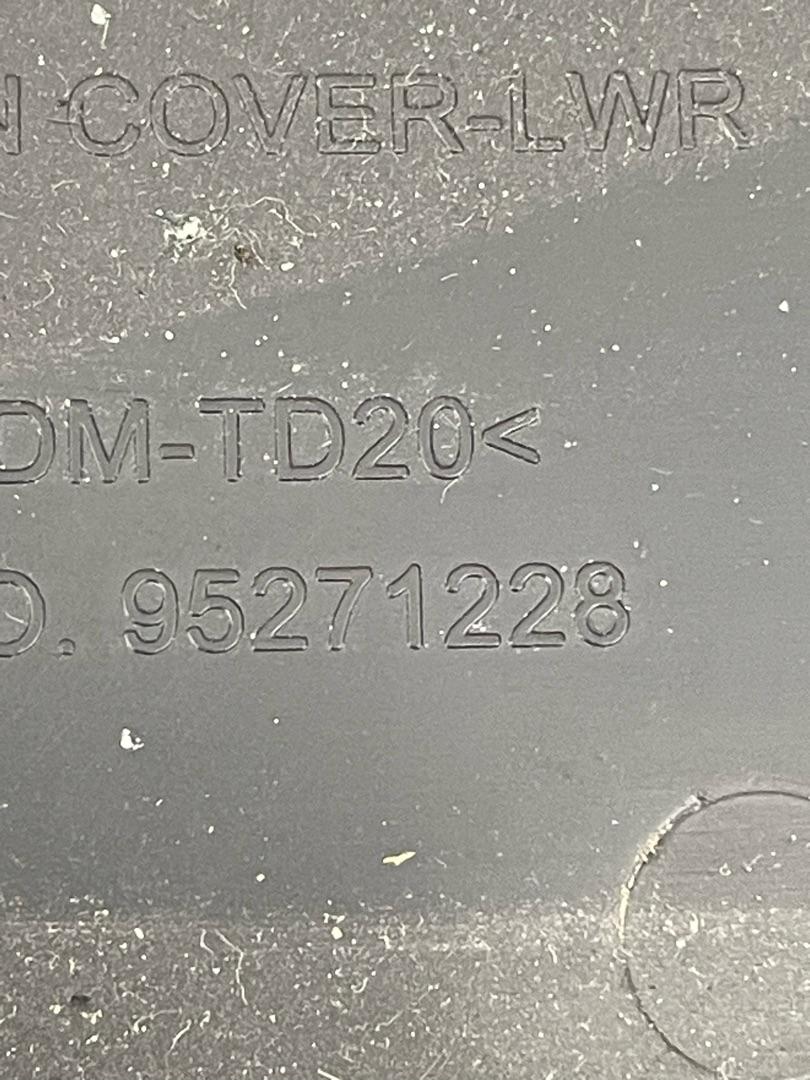 N COVER-LWR
DM-TD20<
O. 95271228